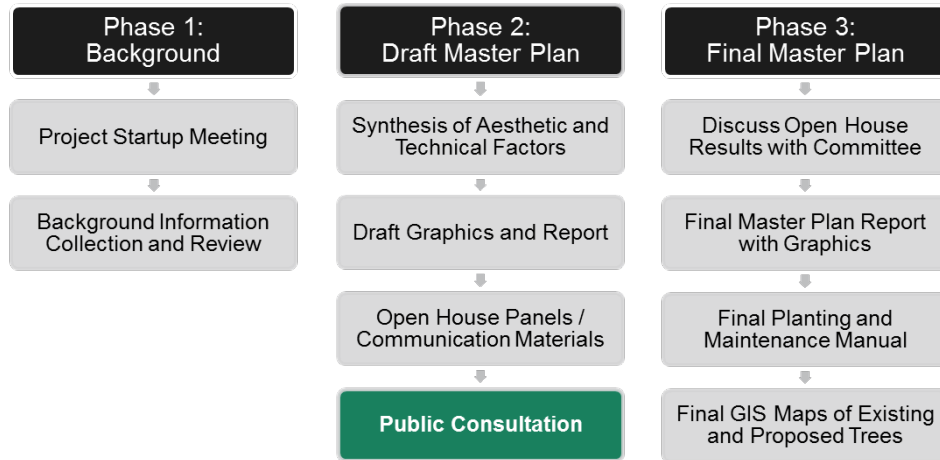 Phase 1:
Background
Project Startup Meeting
Background Information
Collection and Review
Phase 2:
Draft Master Plan
Synthesis of Aesthetic and
Technical Factors
Draft Graphics and Report
Open House Panels /
Communication Materials
Public Consultation
Phase 3:
Final Master Plan
Discuss Open House
Results with Committee
Final Master Plan Report
with Graphics
Final Planting and
Maintenance Manual
Final GIS Maps of Existing
and Proposed Trees